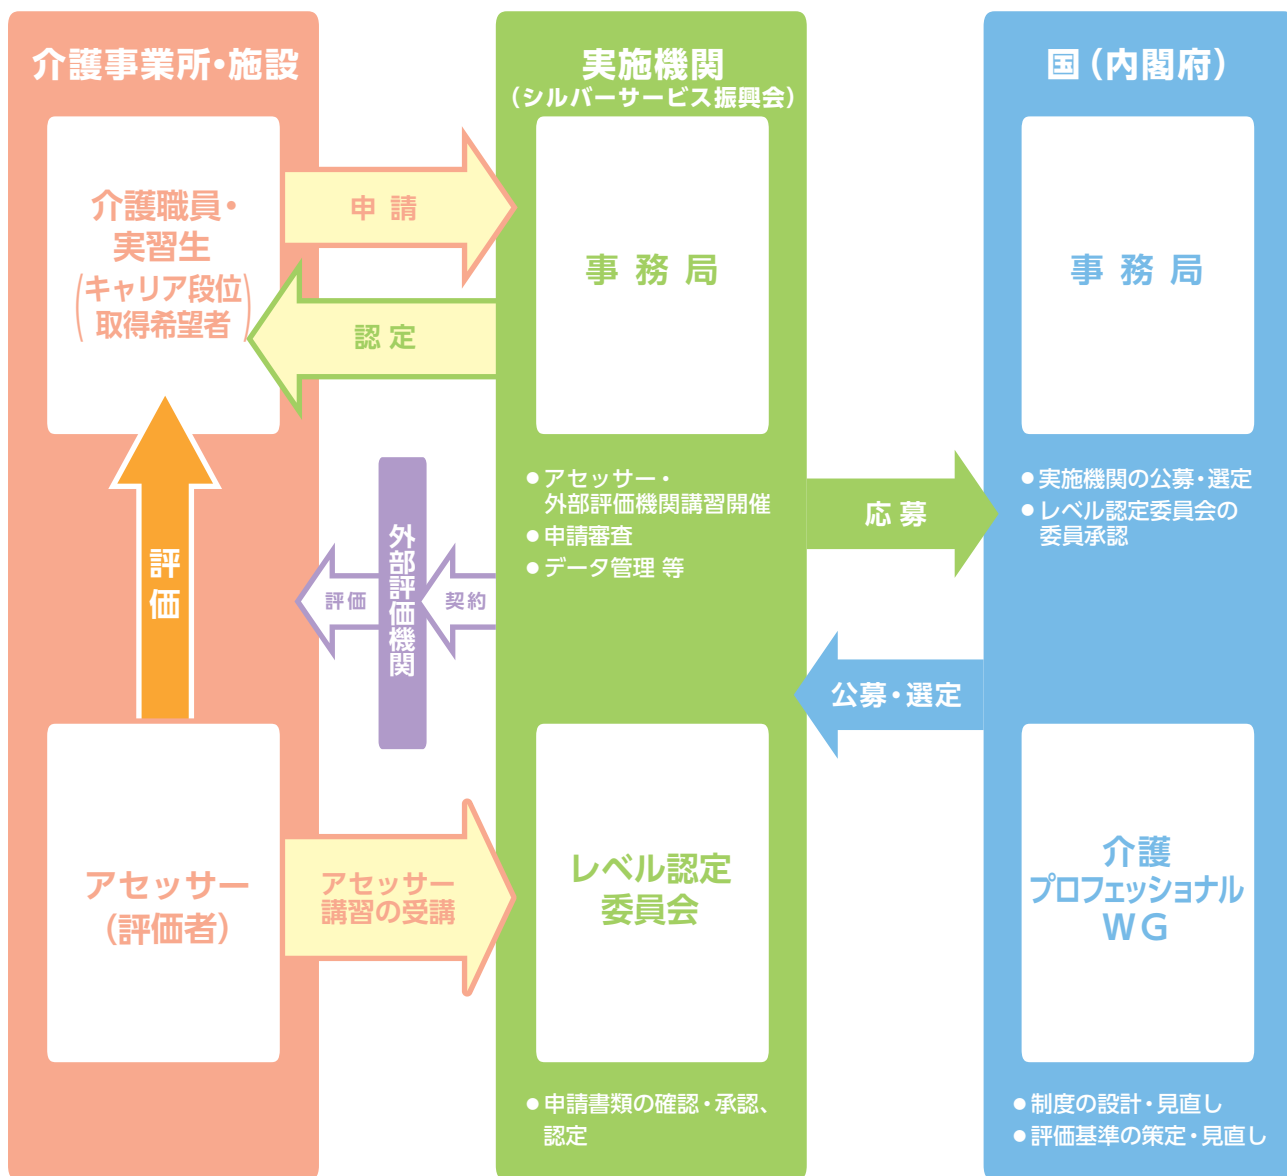 介護事業所・施設
介護職員・
実習生
(キャリア段位
取得希望者)
評価
アセッサー
(評価者)
申請
認定
評価
外部評価機関
契約
アセッサー
講習の受講
実施機関
(シルバーサービス振興会)
事務局
●アセッサー・
外部評価機関講習開催
●申請審査
●データ管理 等
レベル認定
委員会
●申請書類の確認・承認、
認定
応募
公募・選定
国(内閣府)
事務局
●実施機関の公募・選定
●レベル認定委員会の
委員承認
介護
プロフェッショナル
WG
●制度の設計・見直し
●評価基準の策定・見直し